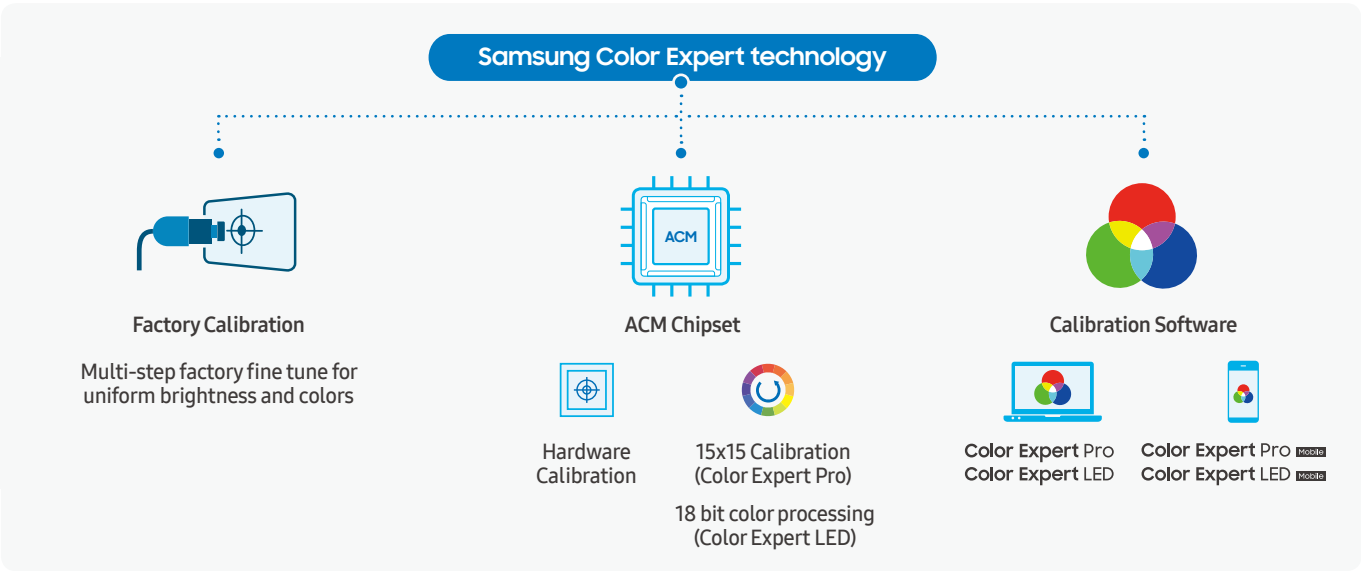 Samsung Color Expert technology
Factory Calibration
Multi-step factory fine tune for
uniform brightness and colors
ACM
ACM Chipset
Hardware
Calibration
15x15 Calibration
(Color Expert Pro)
18 bit color processing
(Color Expert LED)
Calibration Software
Color Expert Pro
Color Expert LED
Color Expert Pro Mobile
Color Expert LED Mobile